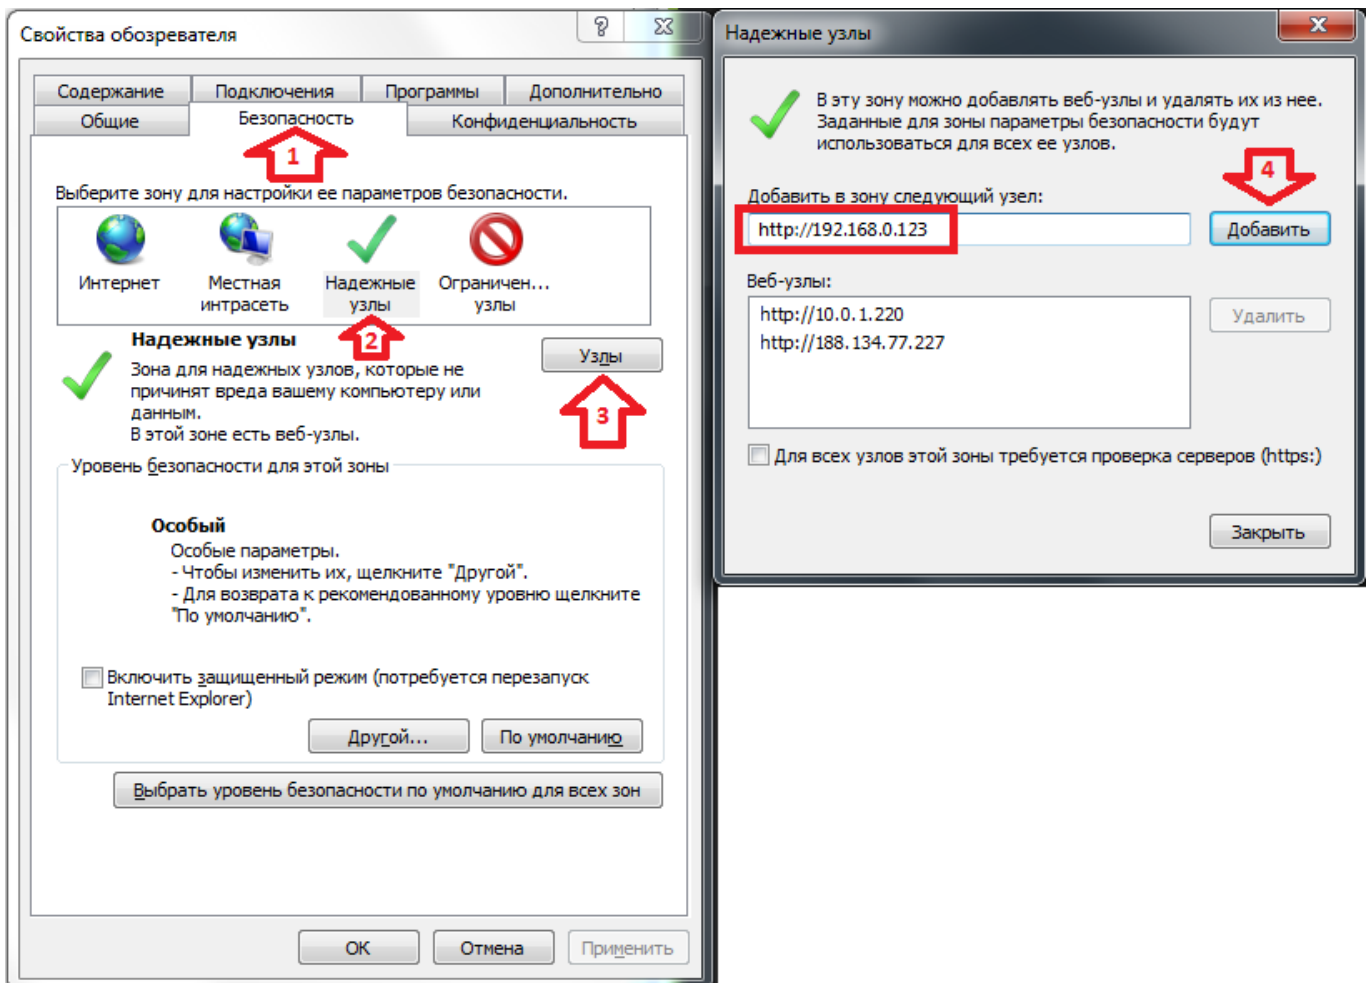 Свойства обозревателя
Содержание Подключения Программы Дополнительно
Общие Безопасность Конфиденциальность
1
Выберите зону для настройки ее параметров безопасности.
Интернет
Местная интрасеть
Надежные узлы
Ограничен... узлы
2
Надежные узлы
Узлы
3
Зона для надежных узлов, которые не
причинят вреда вашему компьютеру или
данным.
В этой зоне есть веб-узлы.
Уровень безопасности для этой зоны
Особый
Особые параметры.
- Чтобы изменить их, щелкните "Другой".
- Для возврата к рекомендованному уровню щелкните
"По умолчанию".
Включить защищенный режим (потребуется перезапуск
Internet Explorer)
Другой... По умолчанию
Выбрать уровень безопасности по умолчанию для всех зон
ОК Отмена Применить
Надежные узлы
В эту зону можно добавлять веб-узлы и удалять их из нее.
Заданные для зоны параметры безопасности будут
использоваться для всех ее узлов.
4
Добавить в зону следующий узел:
http://192.168.0.123 Добавить
Веб-узлы:
http://10.0.1.220
http://188.134.77.227
Удалить
Для всех узлов этой зоны требуется проверка серверов (https:)
Закрыть